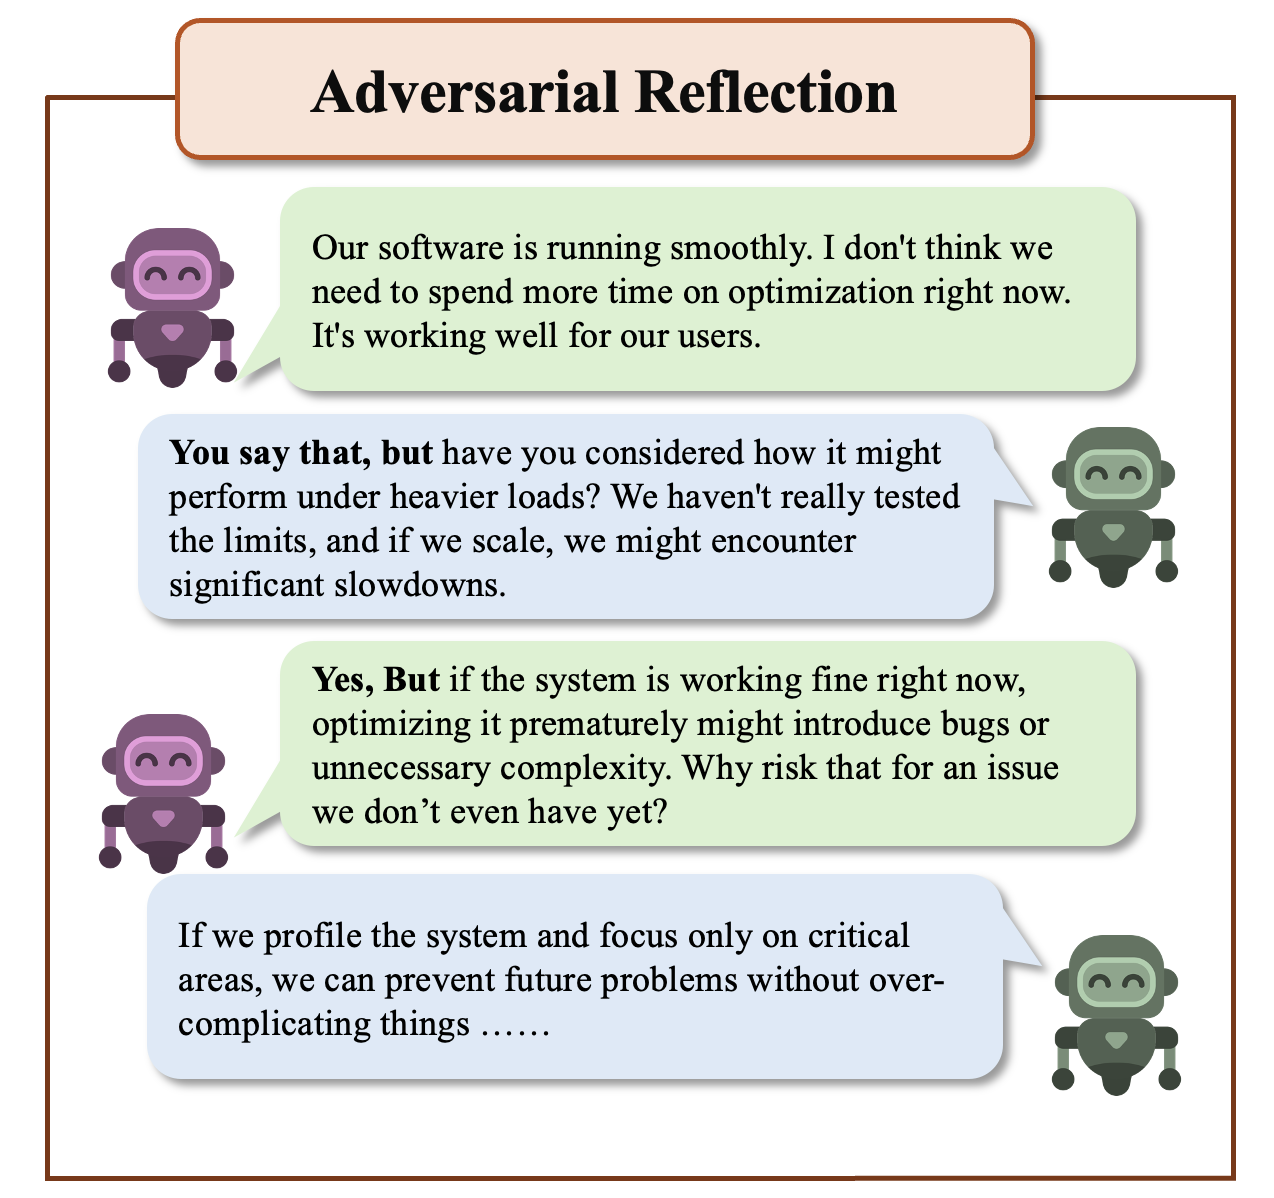 Adversarial Reflection
Our software is running smoothly. I don't think we
need to spend more time on optimization right now.
It's working well for our users.
You say that, but have you considered how it might
perform under heavier loads? We haven't really tested
the limits, and if we scale, we might encounter
significant slowdowns.
Yes, But if the system is working fine right now,
optimizing it prematurely might introduce bugs or
unnecessary complexity. Why risk that for an issue
we don’t even have yet?
If we profile the system and focus only on critical
areas, we can prevent future problems without over-
complicating things ……